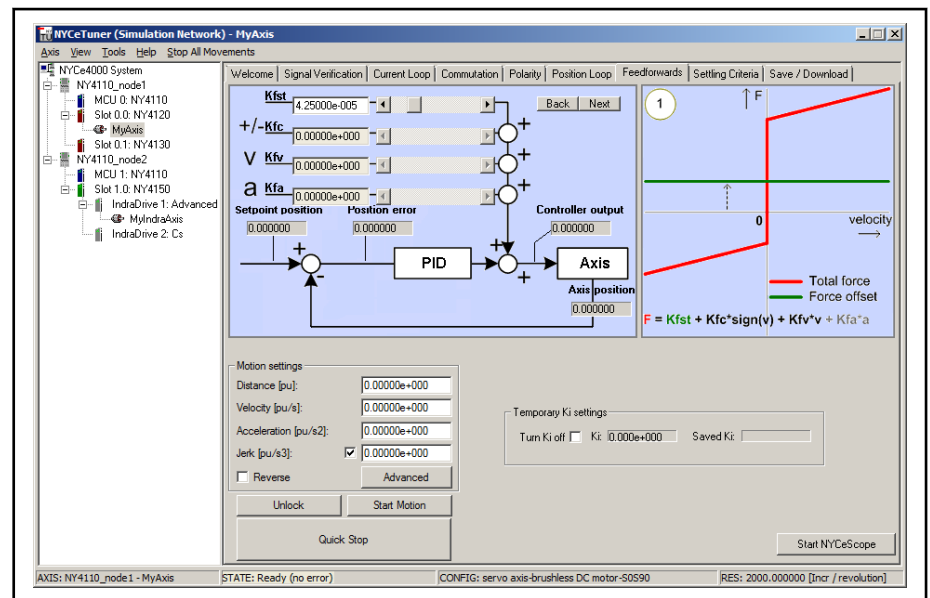 NYCeTuner (Simulation Network) - MyAxis
Axis View Tools Help Stop All Movements
NYCe4000 System
NY4110_node1
MCU 0: NY4110
Slot 0.0: NY4120
MyAxis
Slot 0.1: NY4130
NY4110_node2
MCU 1: NY4110
Slot 1.0: NY4150
IndraDrive 1: Advanced
MyIndraAxis
IndraDrive 2: Cs
Welcome Signal Verification Current Loop Commutation Polarity Position Loop Feedforwards Settling Criteria Save / Download
Kfst 4.25000e-005 Back Next
+/- Kfc 0.00000e+000 +
V Kfv 0.00000e+000 +
a Kfa 0.00000e+000 +
Setpoint position Position error Controller output
0.000000 0.000000 0.000000
+ - PID + + Axis
Axis position
0.000000
1 F
0 velocity
Total force
Force offset
F = Kfst + Kfc*sign(v) + Kfv*v + Kfa*a
Motion settings
Distance [pu]: 0.00000e+000
Velocity [pu/s]: 0.00000e+000
Acceleration [pu/s2]: 0.00000e+000
Jerk [pu/s3]: 0.00000e+000
Reverse Advanced
Unlock Start Motion
Quick Stop
Temporary Ki settings
Turn Ki off Ki: 0.000e+000 Saved Ki:
Start NYCeScope
AXIS: NY4110_node1 - MyAxis STATE: Ready (no error) CONFIG: servo axis-brushless DC motor-S0S90 RES: 2000.000000 [Incr / revolution]